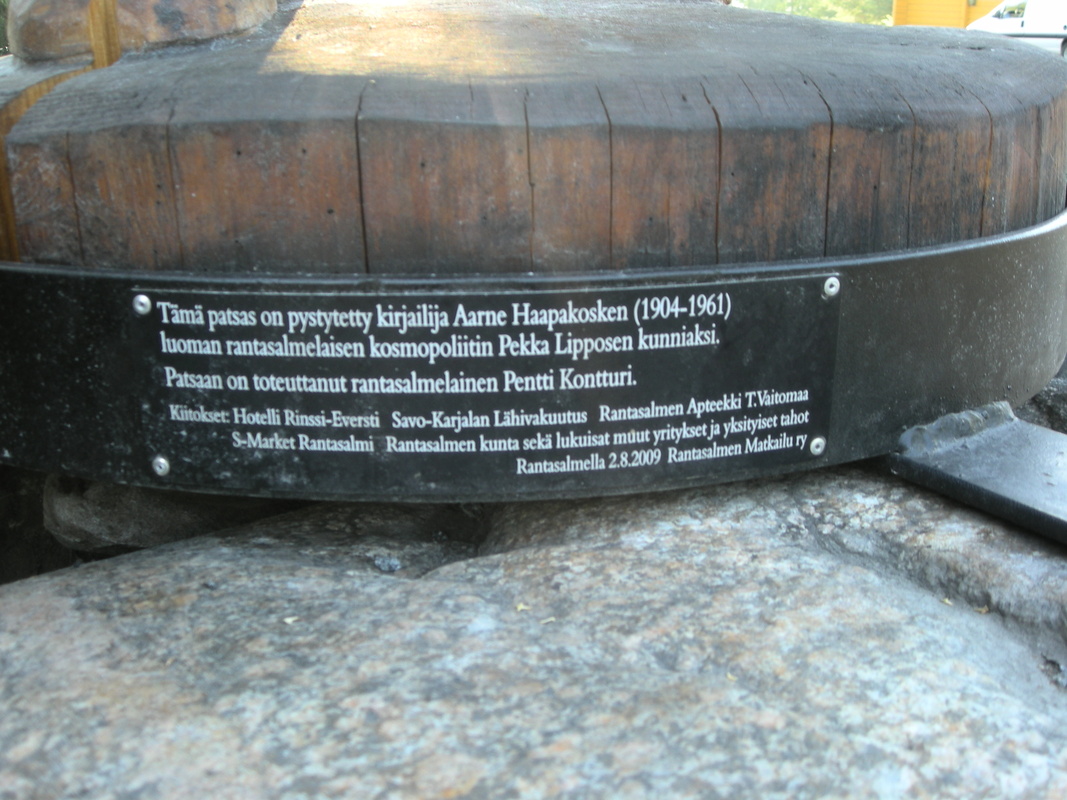 Tämä patsas on pystytetty kirjailija Aarne Haapakosken (1904-1961)
luoman rantasalmelaisen kosmopoliitin Pekka Lipposen kunniaksi.
Patsaan on toteuttanut rantasalmelainen Pentti Kontturi.
Kiitokset: Hotelli Rinssi-Eversti Savo-Karjalan Lähivakuutus Rantasalmen Apteekki T.Vaitomaa
S-Market Rantasalmi Rantasalmen kunta sekä lukuisat muut yritykset ja yksityiset tahot
Rantasalmella 2.8.2009 Rantasalmen Matkailu ry